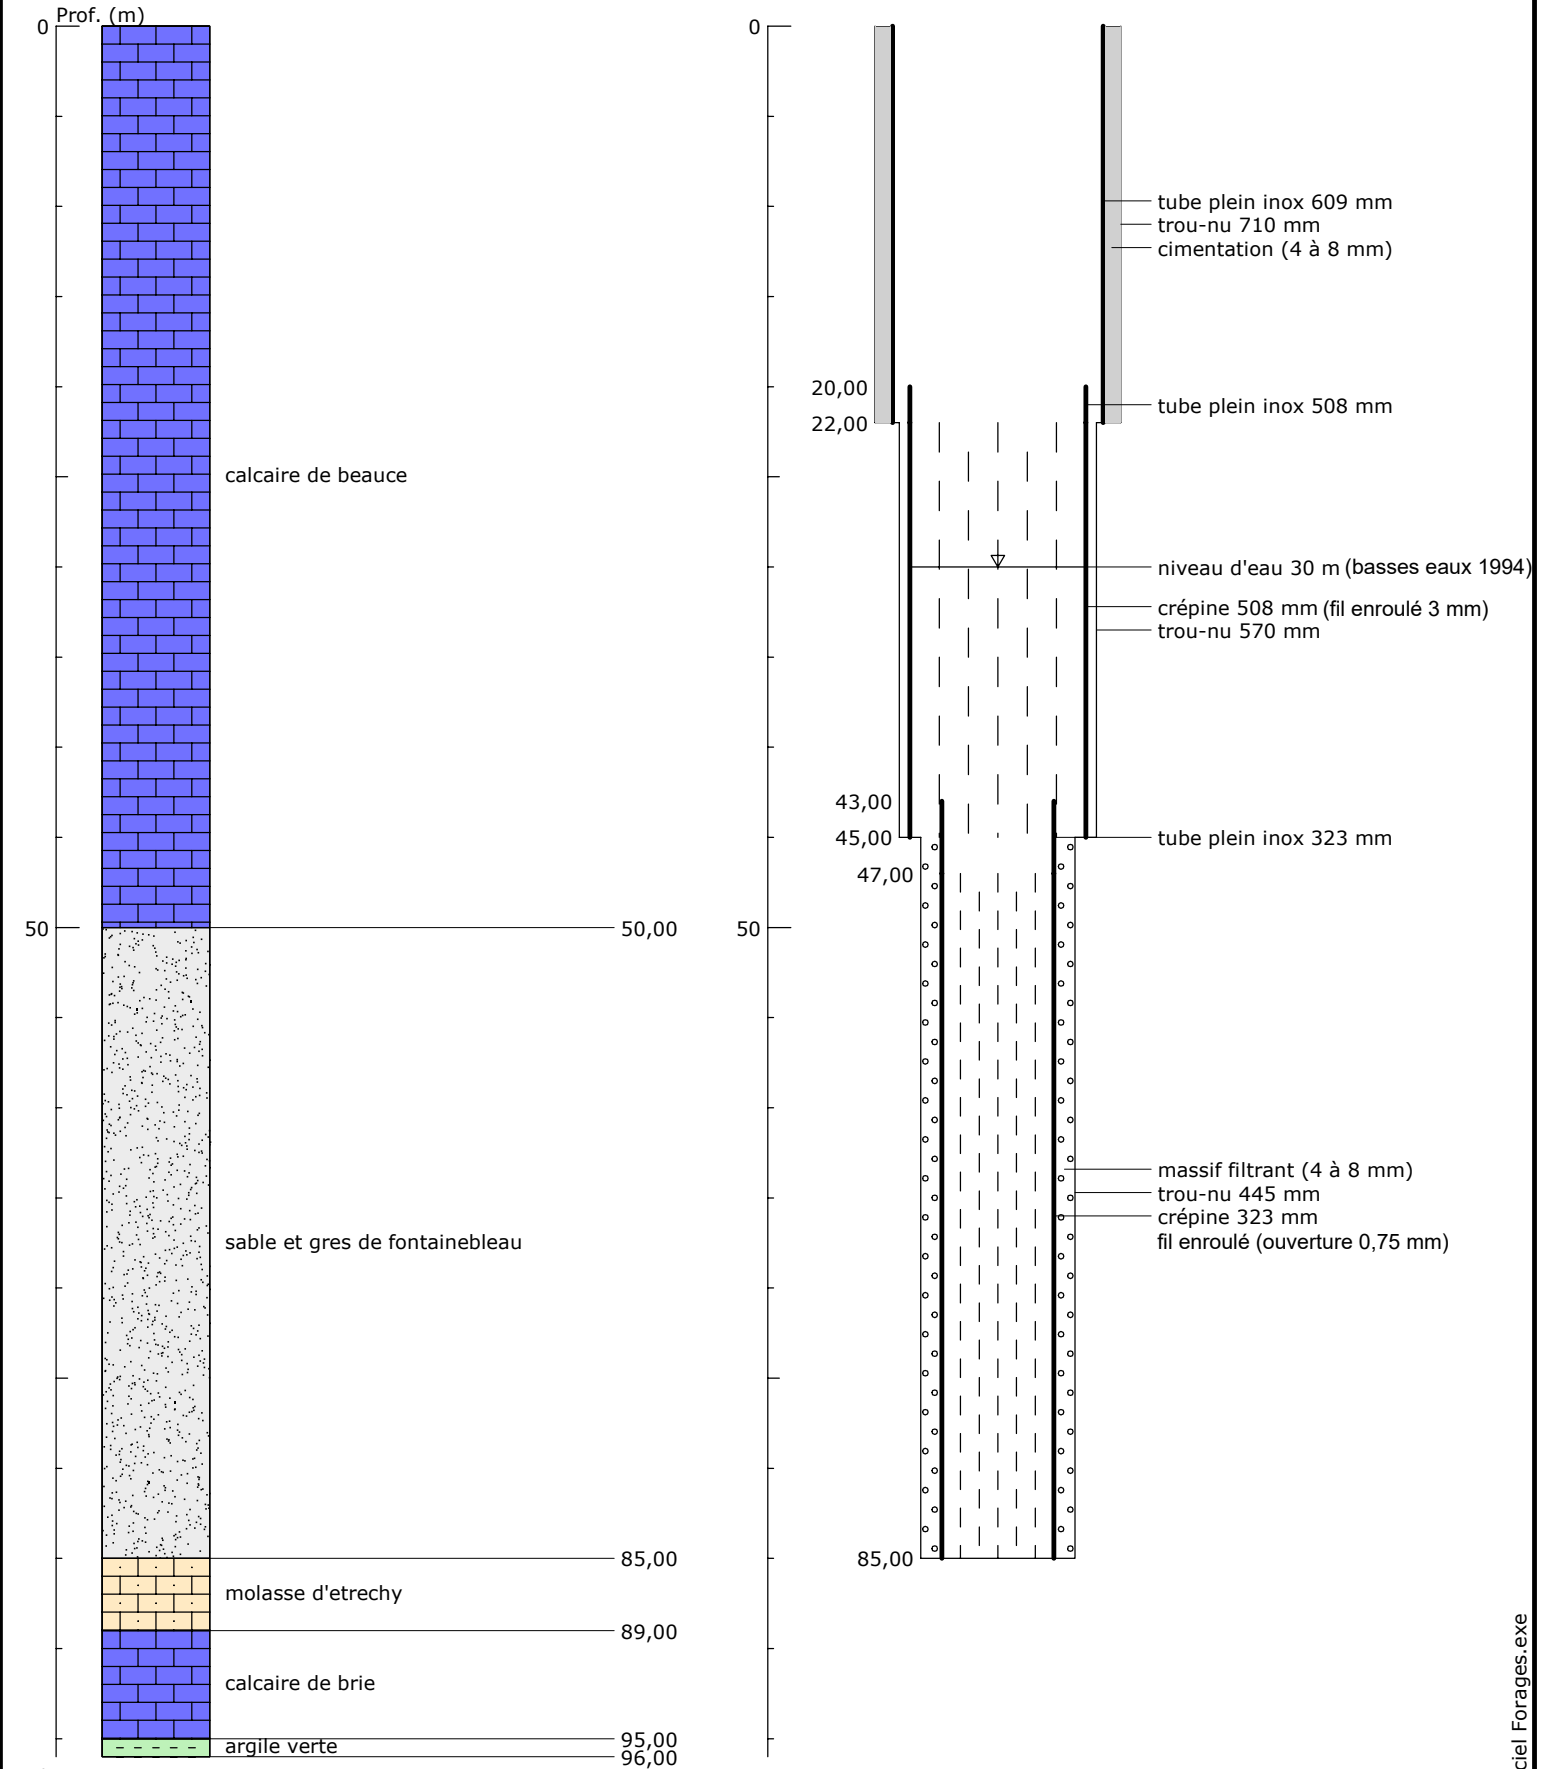 Prof. (m)
0
calcaire de beauce
50
50,00
sable et gres de fontainebleau
85,00
molasse d'etrechy
89,00
calcaire de brie
95,00
argile verte
96,00
0
tube plein inox 609 mm
trou-nu 710 mm
cimentation (4 à 8 mm)
20,00
tube plein inox 508 mm
22,00
niveau d'eau 30 m (basses eaux 1994)
crépine 508 mm (fil enroulé 3 mm)
trou-nu 570 mm
43,00
45,00
tube plein inox 323 mm
47,00
50
massif filtrant (4 à 8 mm)
trou-nu 445 mm
crépine 323 mm
fil enroulé (ouverture 0,75 mm)
85,00
ciel Forages.exe